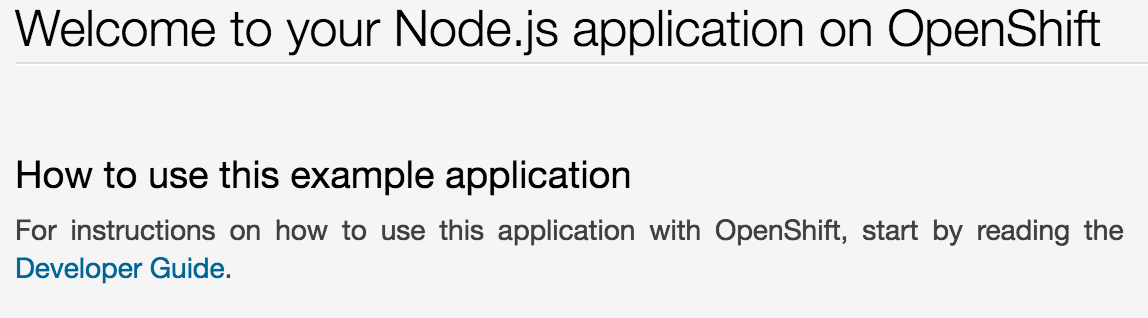 Welcome to your Node.js application on OpenShift
How to use this example application
For instructions on how to use this application with OpenShift, start by reading the
Developer Guide.